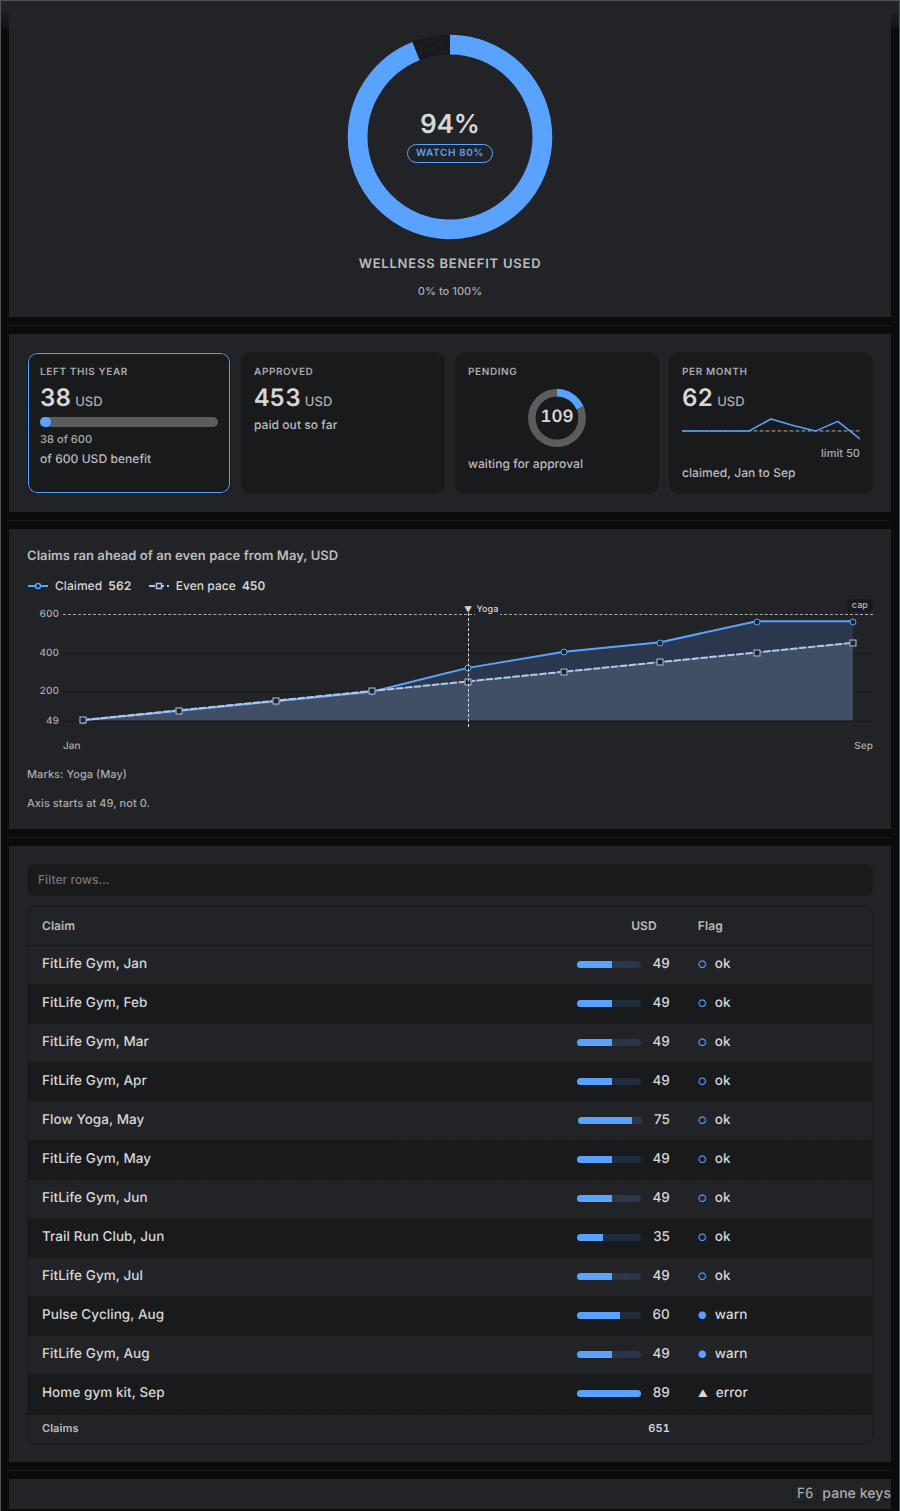 94%
WATCH 80%
WELLNESS BENEFIT USED
0% to 100%
LEFT THIS YEAR
38 USD
38 of 600
of 600 USD benefit
APPROVED
453 USD
paid out so far
PENDING
109
waiting for approval
PER MONTH
62 USD
limit 50
claimed, Jan to Sep
Claims ran ahead of an even pace from May, USD
Claimed 562 Even pace 450
Yoga
cap
600
400
200
49
Jan Sep
Marks: Yoga (May)
Axis starts at 49, not 0.
Filter rows...
Claim USD Flag
FitLife Gym, Jan 49 ok
FitLife Gym, Feb 49 ok
FitLife Gym, Mar 49 ok
FitLife Gym, Apr 49 ok
Flow Yoga, May 75 ok
FitLife Gym, May 49 ok
FitLife Gym, Jun 49 ok
Trail Run Club, Jun 35 ok
FitLife Gym, Jul 49 ok
Pulse Cycling, Aug 60 warn
FitLife Gym, Aug 49 warn
Home gym kit, Sep 89 error
Claims 651
F6 pane keys